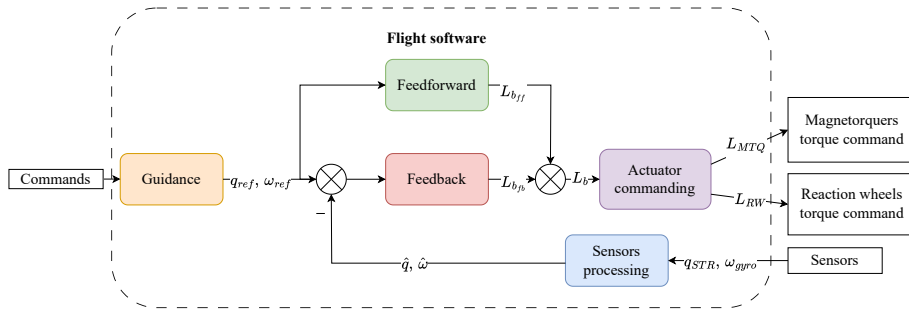 Flight software
Feedforward
L_{b_{ff}}
Magnetorquers
torque command
L_{MTQ}
Commands
Guidance
q_{ref}, ω_{ref}
Feedback
L_{b_{fb}}
L_b
Actuator
commanding
L_{RW}
Reaction wheels
torque command
−
q̂, ω̂
Sensors
processing
q_{STR}, ω_{gyro}
Sensors